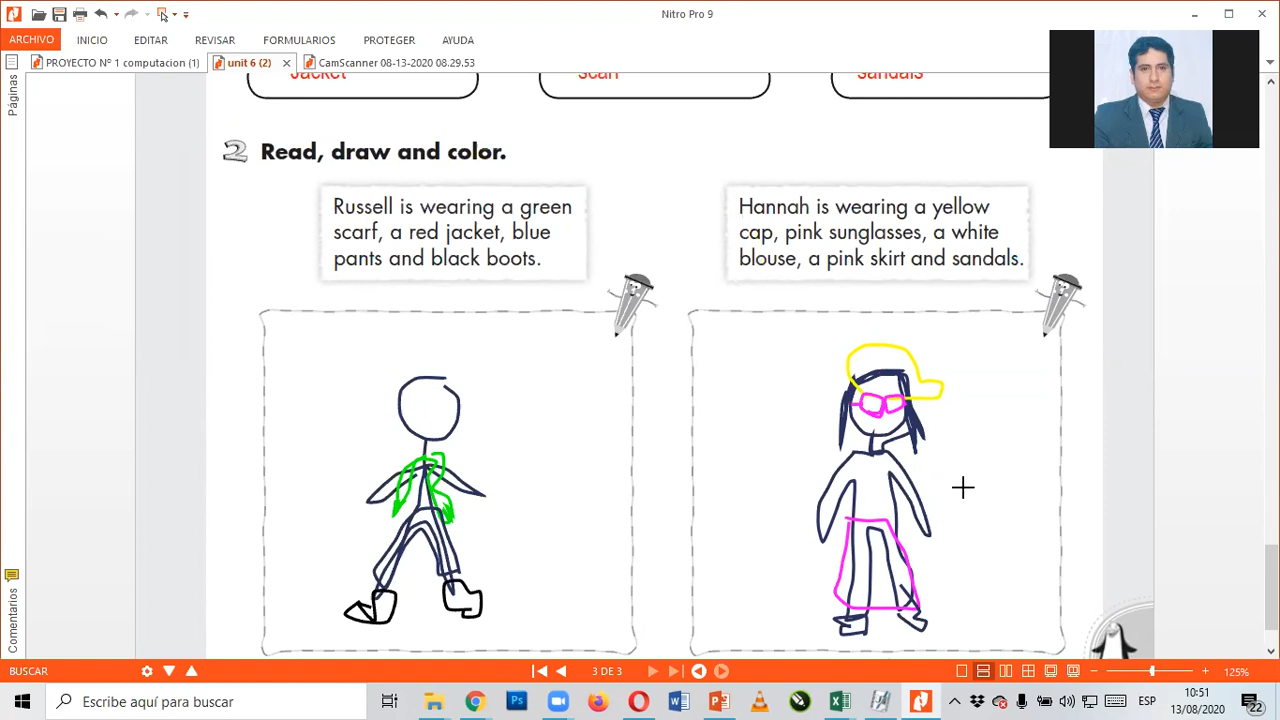 Nitro Pro 9
ARCHIVO INICIO EDITAR REVISAR FORMULARIOS PROTEGER AYUDA
PROYECTO Nº 1 computación (1) unit 6 (2) CamScanner 08-13-2020 08.29.53
Páginas
Jacket scarf sandals
2 Read, draw and color.
Russell is wearing a green
scarf, a red jacket, blue
pants and black boots.
Hannah is wearing a yellow
cap, pink sunglasses, a white
blouse, a pink skirt and sandals.
Comentarios
BUSCAR 3 DE 3 125%
Escribe aquí para buscar ESP 10:51
13/08/2020 22